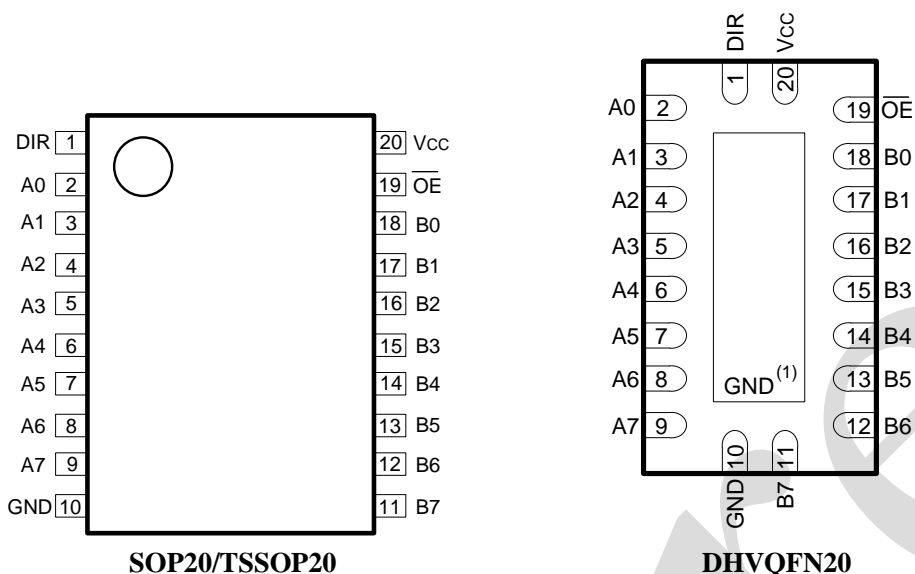 DIR 1 20 Vcc
A0 2 19 OE
A1 3 18 B0
A2 4 17 B1
A3 5 16 B2
A4 6 15 B3
A5 7 14 B4
A6 8 13 B5
A7 9 12 B6
GND 10 11 B7
SOP20/TSSOP20
DIR Vcc
1 20
A0 2 19 OE
A1 3 18 B0
A2 4 17 B1
A3 5 16 B2
A4 6 15 B3
A5 7 14 B4
A6 8 GND(1) 13 B5
A7 9 12 B6
10 11
GND B7
DHVQFN20